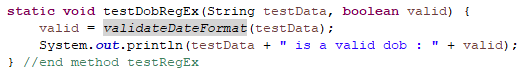 static void testDobRegEx(String testData, boolean valid) {
valid = validateDateFormat(testData);
System.out.println(testData + " is a valid dob : " + valid);
} //end method testRegEx